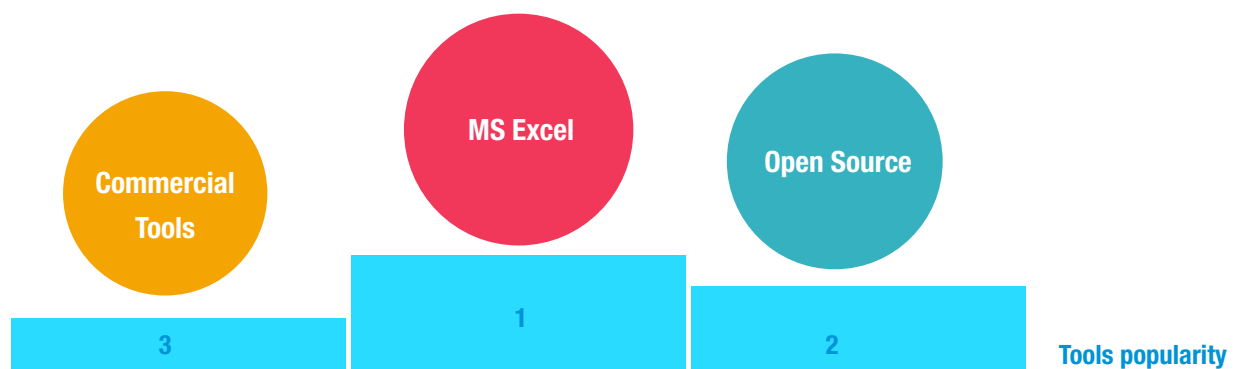 Commercial
Tools
MS Excel
Open Source
3
1
2
Tools popularity